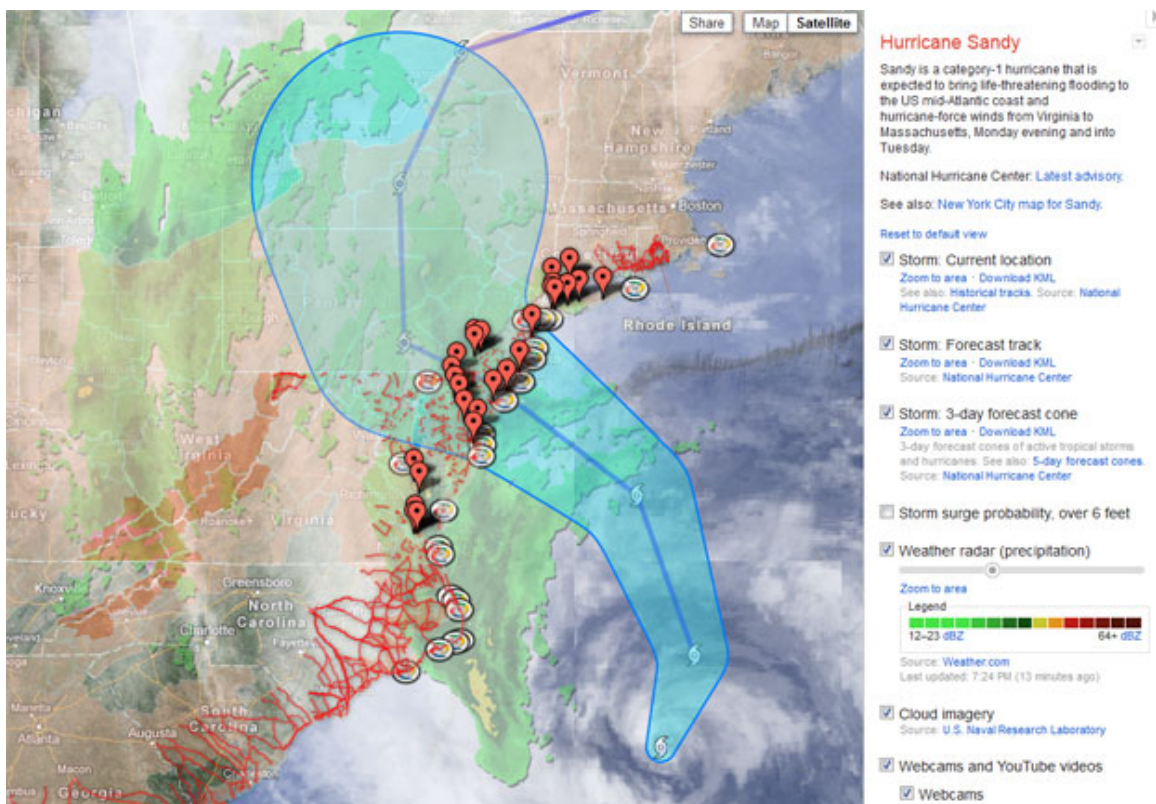 Share
Map
Satellite
Vermont
New
Hampshire
Portland
Massachusetts
Boston
Springfield
Rhode Island
West
Virginia
Virginia
Roanoke
Knoxville
Greensboro
North
Carolina
Charlotte
South
Carolina
Atlanta
Augusta
Macon
Georgia
Hurricane Sandy
Sandy is a category-1 hurricane that is
expected to bring life-threatening flooding to
the US mid-Atlantic coast and
hurricane-force winds from Virginia to
Massachusetts, Monday evening and into
Tuesday.
National Hurricane Center: Latest advisory.
See also: New York City map for Sandy.
Reset to default view
Storm: Current location
Zoom to area · Download KML
See also: Historical tracks. Source: National
Hurricane Center
Storm: Forecast track
Zoom to area · Download KML
Source: National Hurricane Center
Storm: 3-day forecast cone
Zoom to area · Download KML
3-day forecast cones of active tropical storms
and hurricanes. See also: 5-day forecast cones.
Source: National Hurricane Center
Storm surge probability, over 6 feet
Weather radar (precipitation)
Zoom to area
Legend
12–23 dBZ
64+ dBZ
Source: Weather.com
Last updated: 7:24 PM (13 minutes ago)
Cloud imagery
Source: U.S. Naval Research Laboratory
Webcams and YouTube videos
Webcams